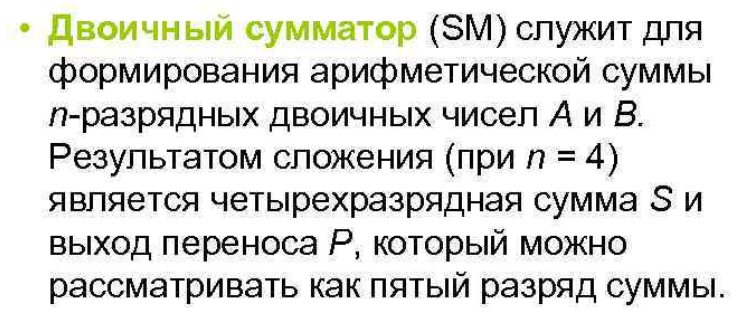 • Двоичный сумматор (SM) служит для
формирования арифметической суммы
n-разрядных двоичных чисел A и B.
Результатом сложения (при n = 4)
является четырехразрядная сумма S и
выход переноса P, который можно
рассматривать как пятый разряд суммы.